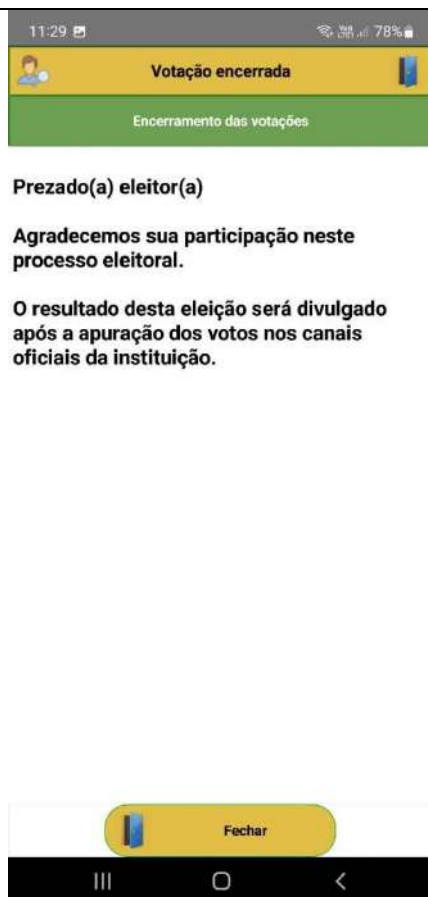 11:29 78%
Votação encerrada
Encerramento das votações
Prezado(a) eleitor(a)
Agradecemos sua participação neste
processo eleitoral.
O resultado desta eleição será divulgado
após a apuração dos votos nos canais
oficiais da instituição.
Fechar